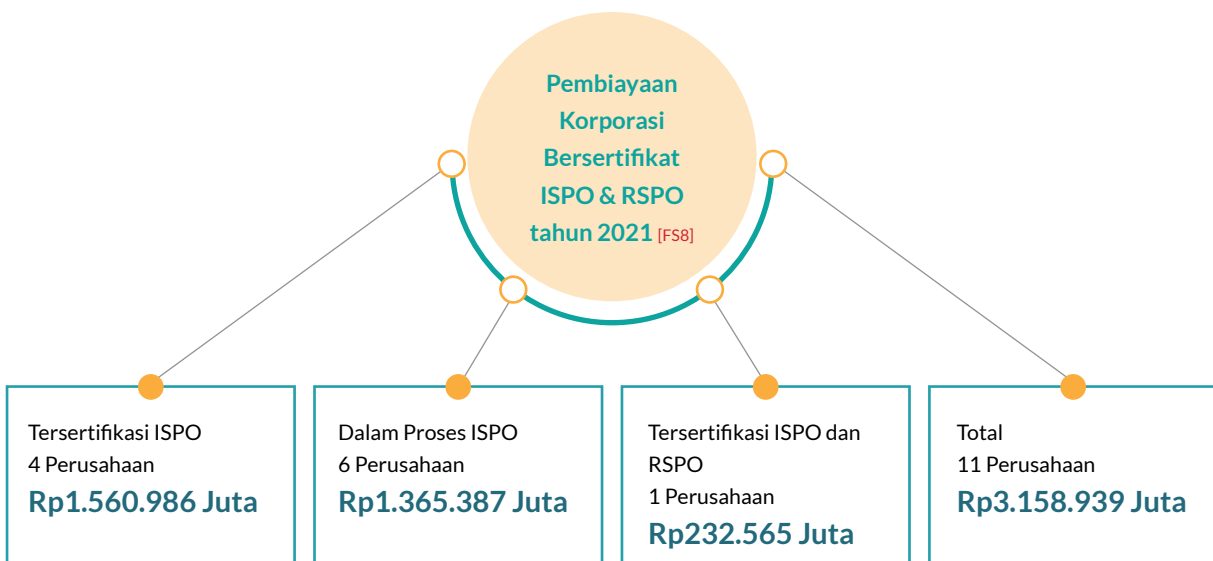 Pembiayaan
Korporasi
Bersertifikat
ISPO & RSPO
tahun 2021 [FS8]
Tersertifikasi ISPO
4 Perusahaan
Rp1.560.986 Juta
Dalam Proses ISPO
6 Perusahaan
Rp1.365.387 Juta
Tersertifikasi ISPO dan
RSPO
1 Perusahaan
Rp232.565 Juta
Total
11 Perusahaan
Rp3.158.939 Juta